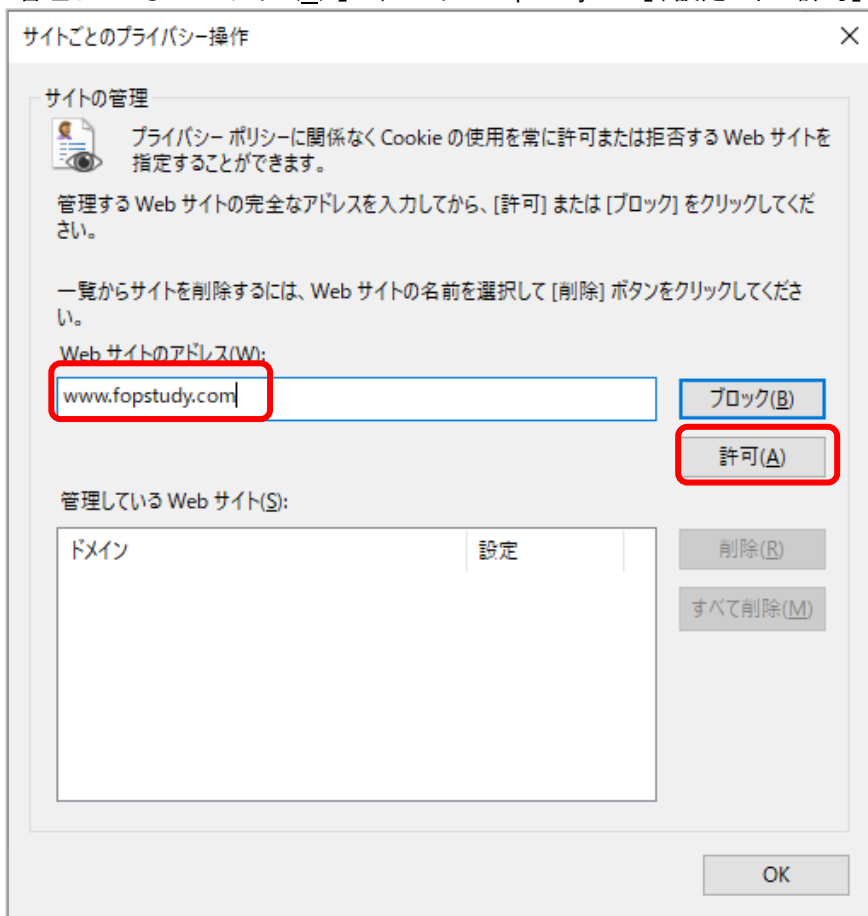 サイトごとのプライバシー操作
サイトの管理
プライバシー ポリシーに関係なく Cookie の使用を常に許可または拒否する Web サイトを
指定することができます。
管理する Web サイトの完全なアドレスを入力してから、[許可] または [ブロック] をクリックしてくだ
さい。
一覧からサイトを削除するには、Web サイトの名前を選択して [削除] ボタンをクリックしてくださ
い。
Web サイトのアドレス(W):
www.fopstudy.com
ブロック(B)
許可(A)
管理している Web サイト(S):
ドメイン 設定
削除(R)
すべて削除(M)
OK